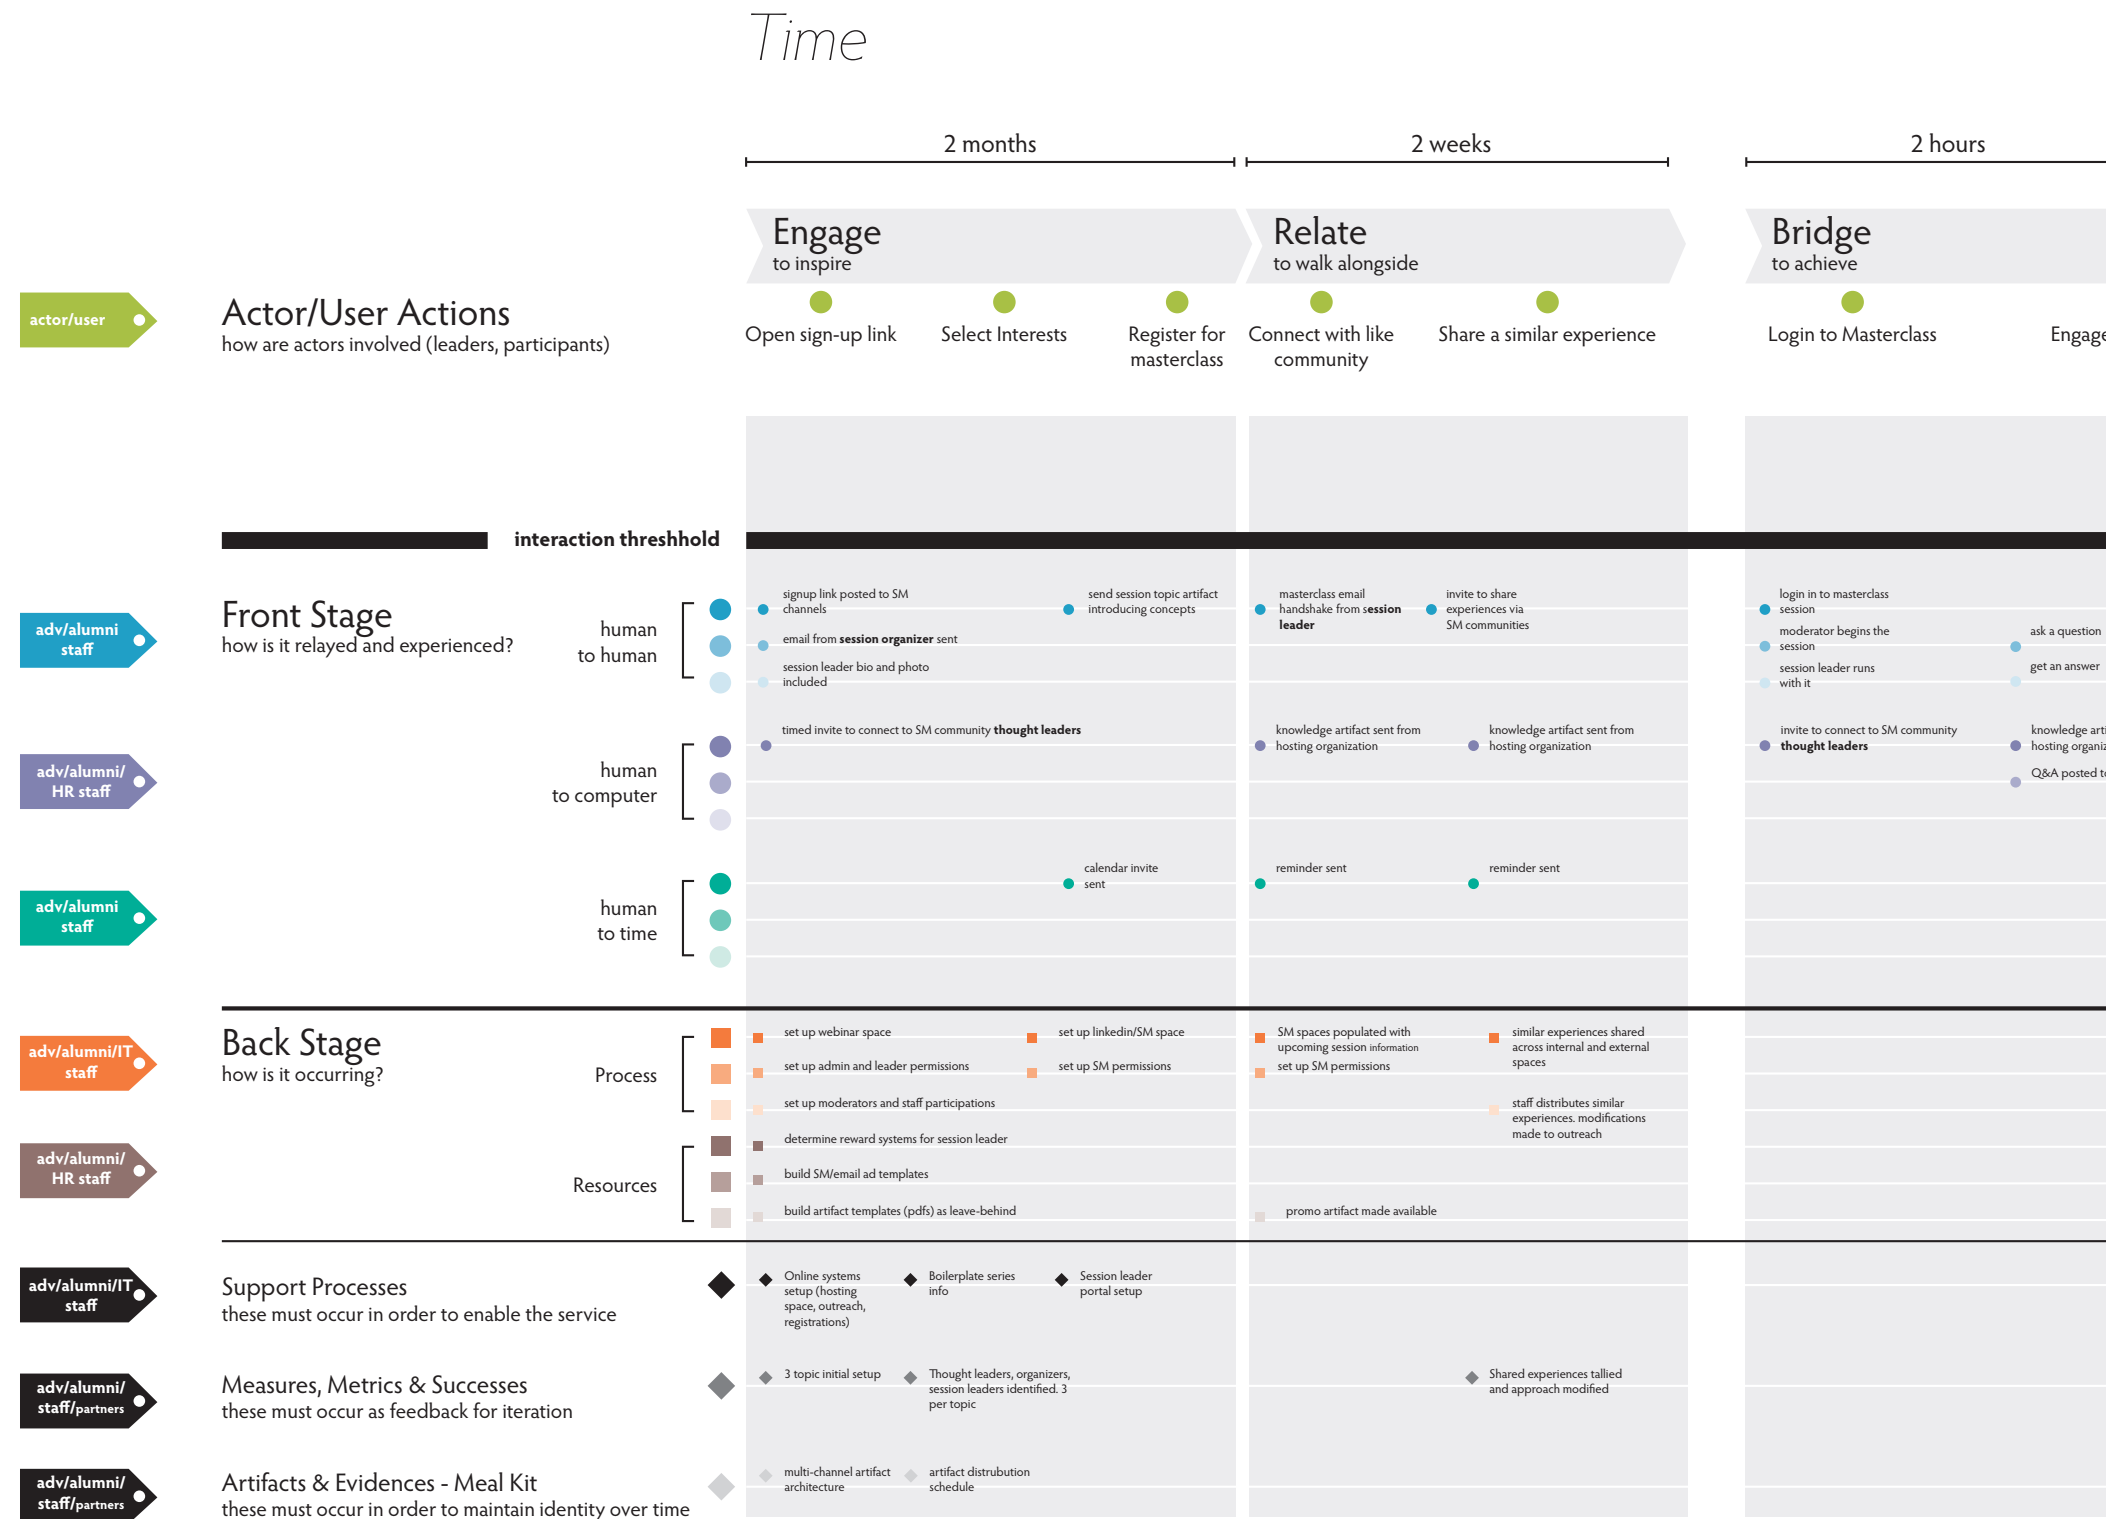 Time
2 months
2 weeks
2 hours
Engage
to inspire
Relate
to walk alongside
Bridge
to achieve
actor/user
Actor/User Actions
how are actors involved (leaders, participants)
Open sign-up link
Select Interests
Register for
masterclass
Connect with like
community
Share a similar experience
Login to Masterclass
Engage
interaction threshhold
adv/alumni
staff
Front Stage
how is it relayed and experienced?
human
to human
signup link posted to SM
channels
send session topic artifact
introducing concepts
masterclass email
handshake from session
leader
invite to share
experiences via
SM communities
login in to masterclass
session
email from session organizer sent
moderator begins the
session
ask a question
session leader bio and photo
included
session leader runs
with it
get an answer
adv/alumni/
HR staff
human
to computer
timed invite to connect to SM community thought leaders
knowledge artifact sent from
hosting organization
knowledge artifact sent from
hosting organization
invite to connect to SM community
thought leaders
knowledge arti
hosting organiz
Q&A posted to
adv/alumni
staff
human
to time
calendar invite
sent
reminder sent
reminder sent
adv/alumni/IT
staff
Back Stage
how is it occurring?
Process
set up webinar space
set up linkedin/SM space
SM spaces populated with
upcoming session information
similar experiences shared
across internal and external
spaces
set up admin and leader permissions
set up SM permissions
set up SM permissions
set up moderators and staff participations
staff distributes similar
experiences. modifications
made to outreach
adv/alumni/
HR staff
Resources
determine reward systems for session leader
build SM/email ad templates
build artifact templates (pdfs) as leave-behind
promo artifact made available
adv/alumni/IT
staff
Support Processes
these must occur in order to enable the service
Online systems
setup (hosting
space, outreach,
registrations)
Boilerplate series
info
Session leader
portal setup
adv/alumni/
staff/partners
Measures, Metrics & Successes
these must occur as feedback for iteration
3 topic initial setup
Thought leaders, organizers,
session leaders identified. 3
per topic
Shared experiences tallied
and approach modified
adv/alumni/
staff/partners
Artifacts & Evidences - Meal Kit
these must occur in order to maintain identity over time
multi-channel artifact
architecture
artifact distrubution
schedule